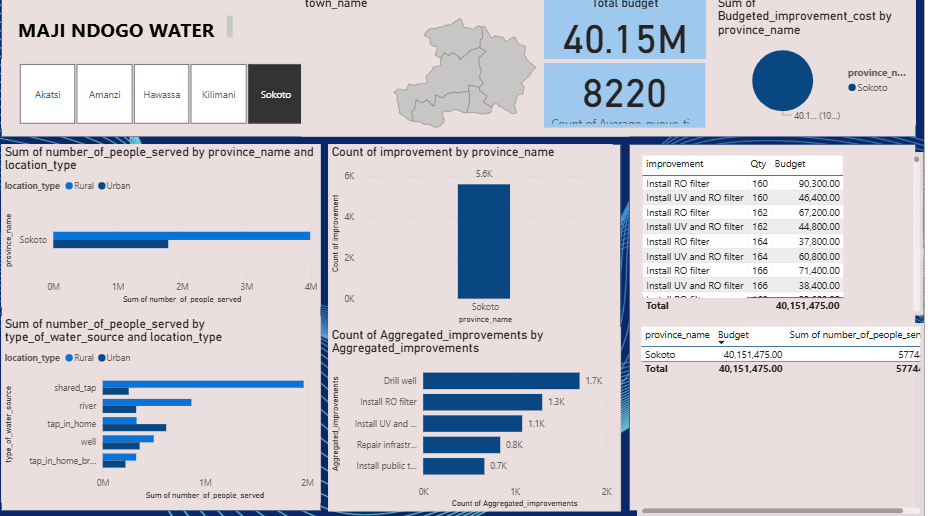 town_name
MAJI NDOGO WATER
Akatsi
Amanzi
Hawassa
Kilimani
Sokoto
Total budget
40.15M
8220
Count of Average_queue_ti
Sum of
Budgeted_improvement_cost by
province_name
province_n...
Sokoto
40.1... (10...)
Sum of number_of_people_served by province_name and
location_type
location_type Rural Urban
province_name
Sokoto
0M 1M 2M 3M 4M
Sum of number_of_people_served
Count of improvement by province_name
Count of improvement
6K
4K
2K
0K
5.6K
Sokoto
province_name
improvement Qty Budget
Install RO filter 160 90,300.00
Install UV and RO filter 160 46,400.00
Install RO filter 162 67,200.00
Install UV and RO filter 162 44,800.00
Install RO filter 164 37,800.00
Install UV and RO filter 164 60,800.00
Install RO filter 166 71,400.00
Install UV and RO filter 166 38,400.00
Total 40,151,475.00
Sum of number_of_people_served by
type_of_water_source and location_type
location_type Rural Urban
type_of_water_source
shared_tap
river
tap_in_home
well
tap_in_home_br...
0M 1M 2M
Sum of number_of_people_served
Count of Aggregated_improvements by
Aggregated_improvements
Aggregated_improvements
Drill well 1.7K
Install RO filter 1.3K
Install UV and ... 1.1K
Repair infrastr... 0.8K
Install public t... 0.7K
0K 1K 2K
Count of Aggregated_improvements
province_name Budget Sum of number_of_people_ser
Sokoto 40,151,475.00 5774
Total 40,151,475.00 5774